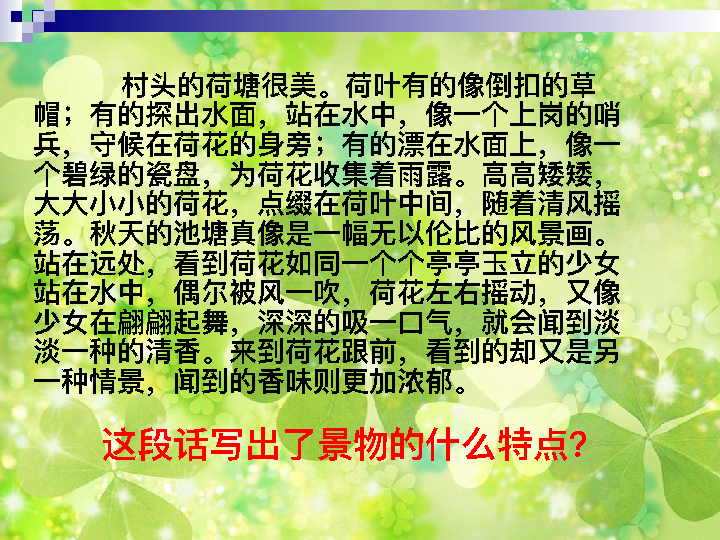 村头的荷塘很美。荷叶有的像倒扣的草
帽；有的探出水面，站在水中，像一个上岗的哨
兵，守候在荷花的身旁；有的漂在水面上，像一
个碧绿的瓷盘，为荷花收集着雨露。高高矮矮，
大大小小的荷花，点缀在荷叶中间，随着清风摇
荡。秋天的池塘真像是一幅无以伦比的风景画。
站在远处，看到荷花如同一个个亭亭玉立的少女
站在水中，偶尔被风一吹，荷花左右摇动，又像
少女在翩翩起舞，深深的吸一口气，就会闻到淡
淡一种的清香。来到荷花跟前，看到的却又是另
一种情景，闻到的香味则更加浓郁。
这段话写出了景物的什么特点？